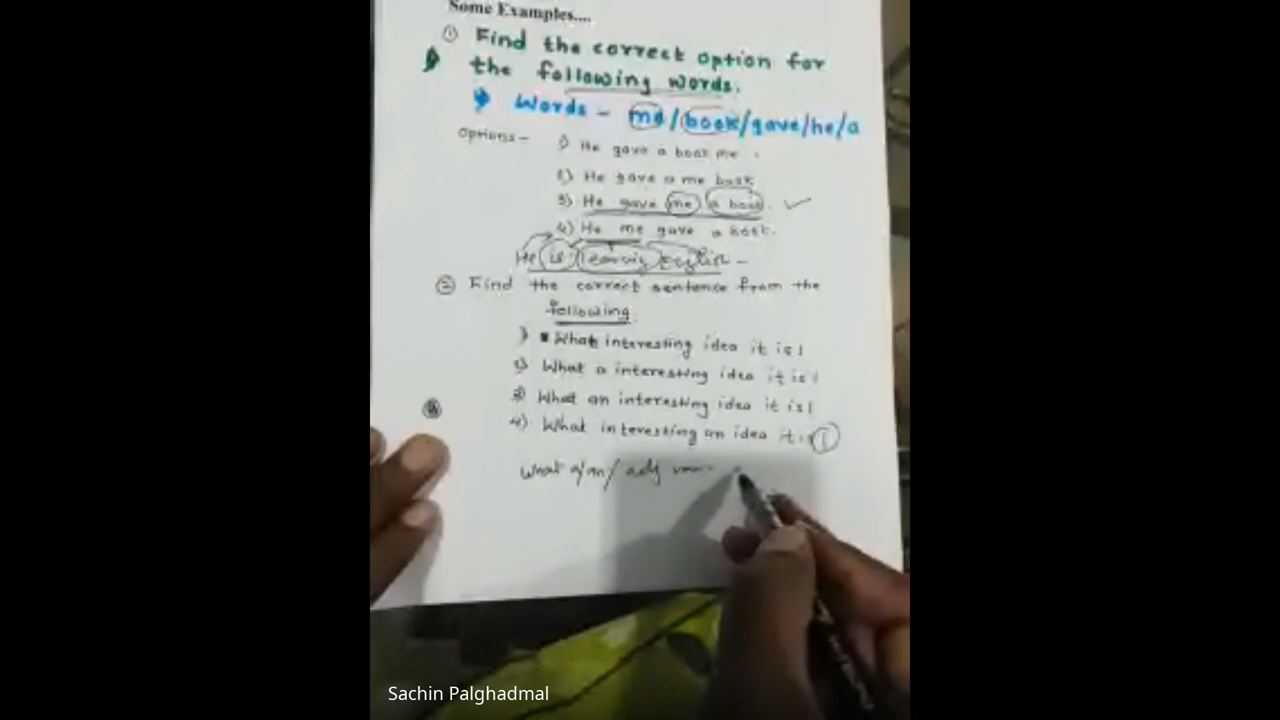 Some Examples....
① Find the correct option for
the following words.
Words - me/book/gave/he/a
Options - 1) He gave a book me.
2) He gave a me book
3) He gave me a book. ✓
4) He me gave a book.
He is learning English -
② Find the correct sentence from the
following.
1) What interesting idea it is!
2) What a interesting idea it is!
3) What an interesting idea it is!
4) What interesting an idea it is!
What a/an/ adj
Sachin Palghadmal